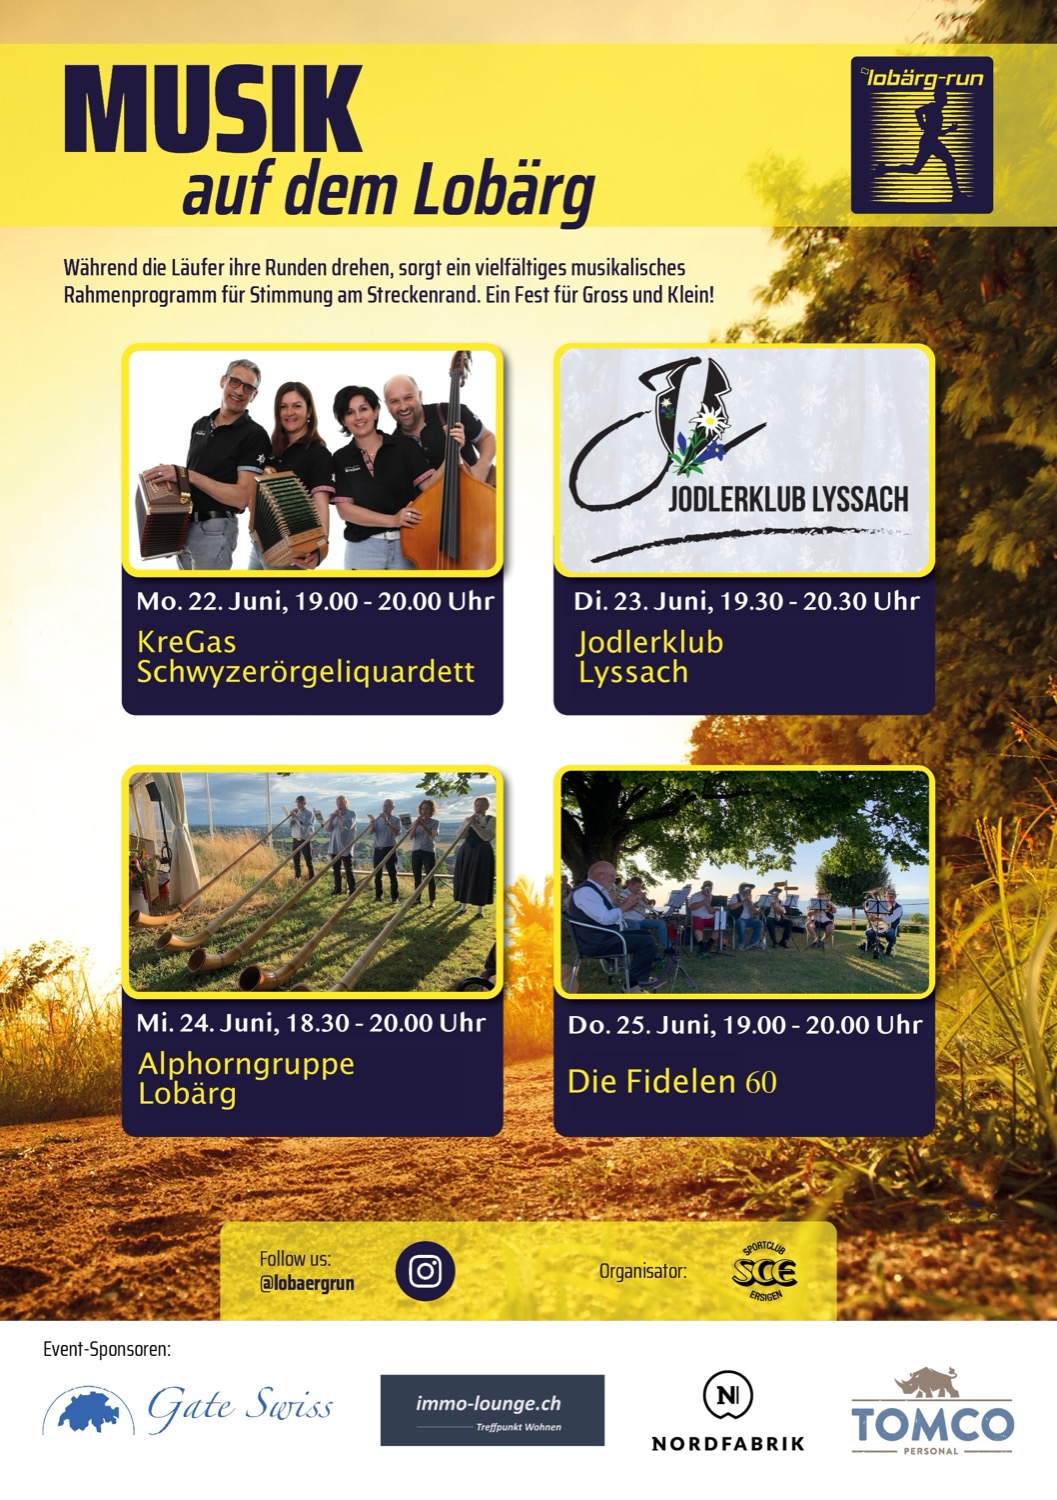 MUSIK
auf dem Lobärg
lobärg-run
Während die Läufer ihre Runden drehen, sorgt ein vielfältiges musikalisches
Rahmenprogramm für Stimmung am Streckenrand. Ein Fest für Gross und Klein!
JODLERKLUB LYSSACH
Mo. 22. Juni, 19.00 - 20.00 Uhr
KreGas
Schwyzerörgeliquardett
Di. 23. Juni, 19.30 - 20.30 Uhr
Jodlerklub
Lyssach
Mi. 24. Juni, 18.30 - 20.00 Uhr
Alphorngruppe
Lobärg
Do. 25. Juni, 19.00 - 20.00 Uhr
Die Fidelen 60
Follow us:
@lobaergrun
Organisator:
SPORTCLUB
SCE
ERSIGEN
Event-Sponsoren:
Gate Swiss
immo-lounge.ch
Treffpunkt Wohnen
N
NORDFABRIK
TOMCO
PERSONAL